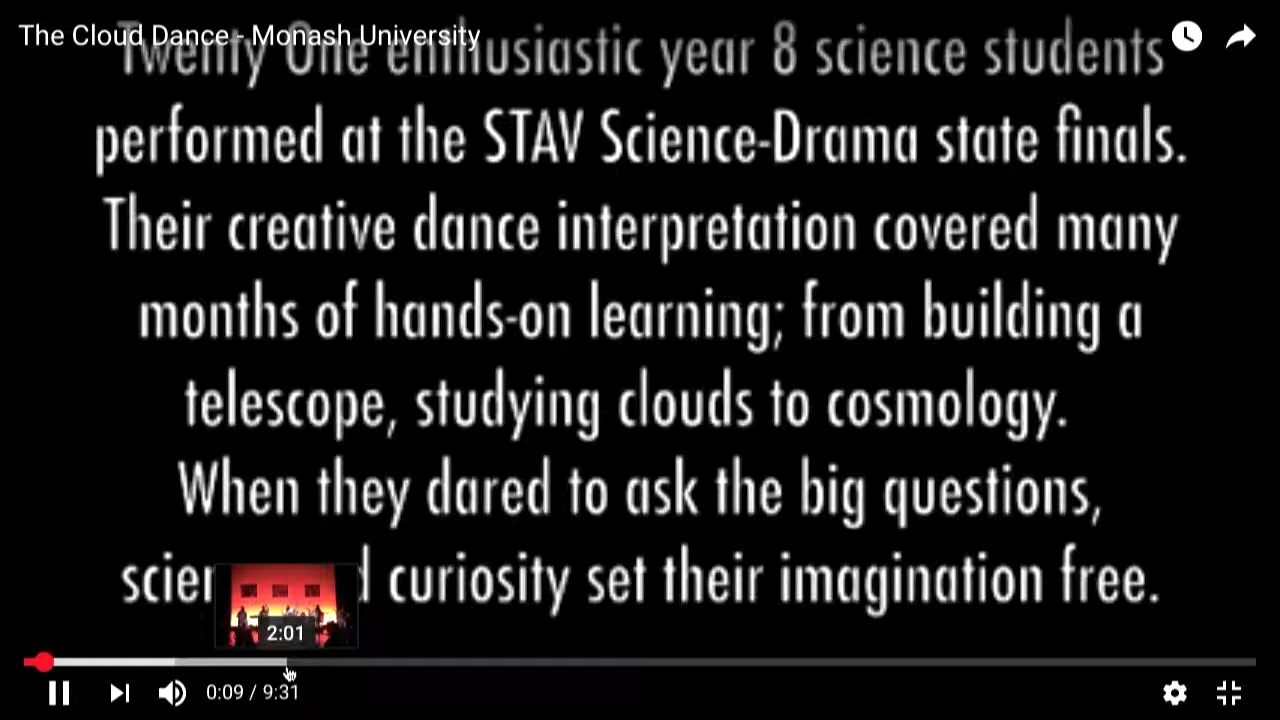 The Cloud Dance - Monash University
Twenty One enthusiastic year 8 science students
performed at the STAV Science-Drama state finals.
Their creative dance interpretation covered many
months of hands-on learning; from building a
telescope, studying clouds to cosmology.
When they dared to ask the big questions,
curiosity set their imagination free.
2:01
0:09 / 9:31